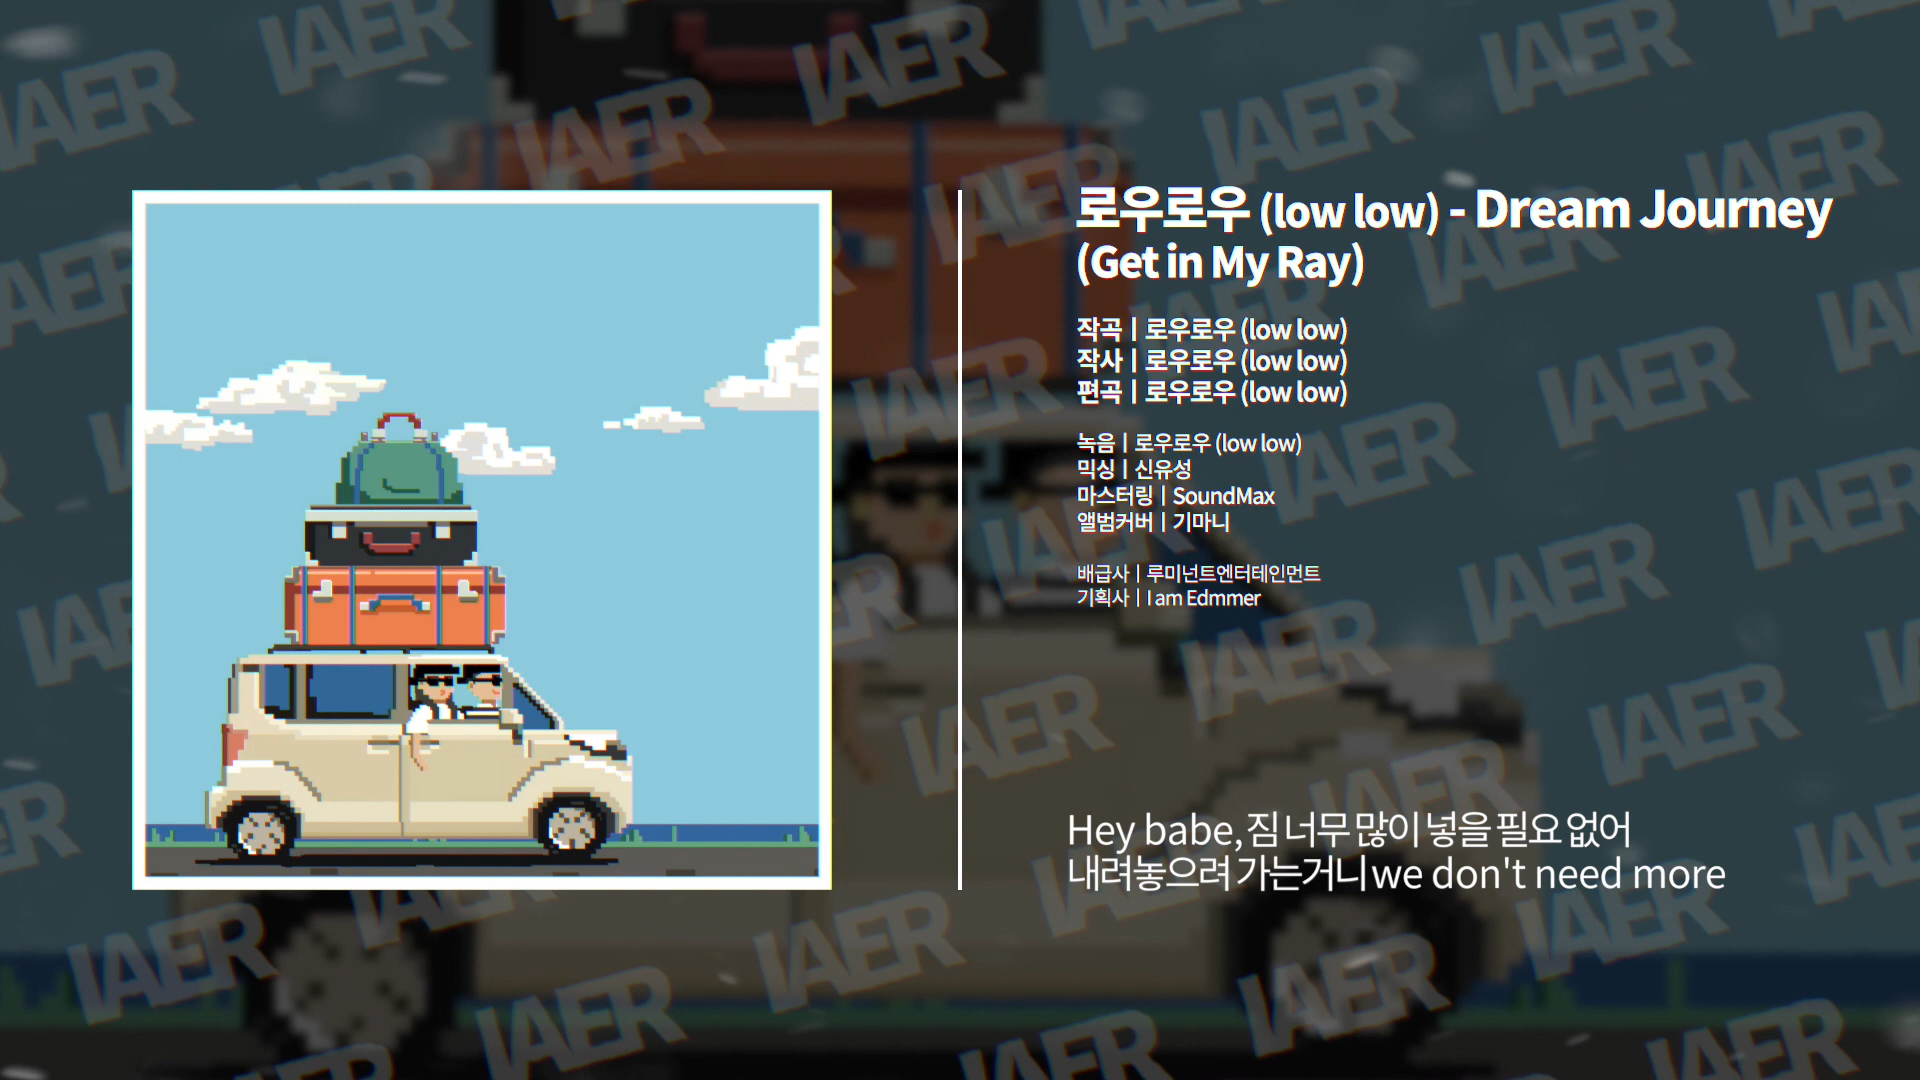 로우로우 (low low) - Dream Journey
(Get in My Ray)
작곡 | 로우로우 (low low)
작사 | 로우로우 (low low)
편곡 | 로우로우 (low low)
녹음 | 로우로우 (low low)
믹싱 | 신유성
마스터링 | SoundMax
앨범커버 | 기마니
배급사 | 루미넌트엔터테인먼트
기획사 | I am Edmmer
Hey babe, 짐 너무 많이 넣을 필요 없어
내려놓으려 가는거니 we don't need more
IAER